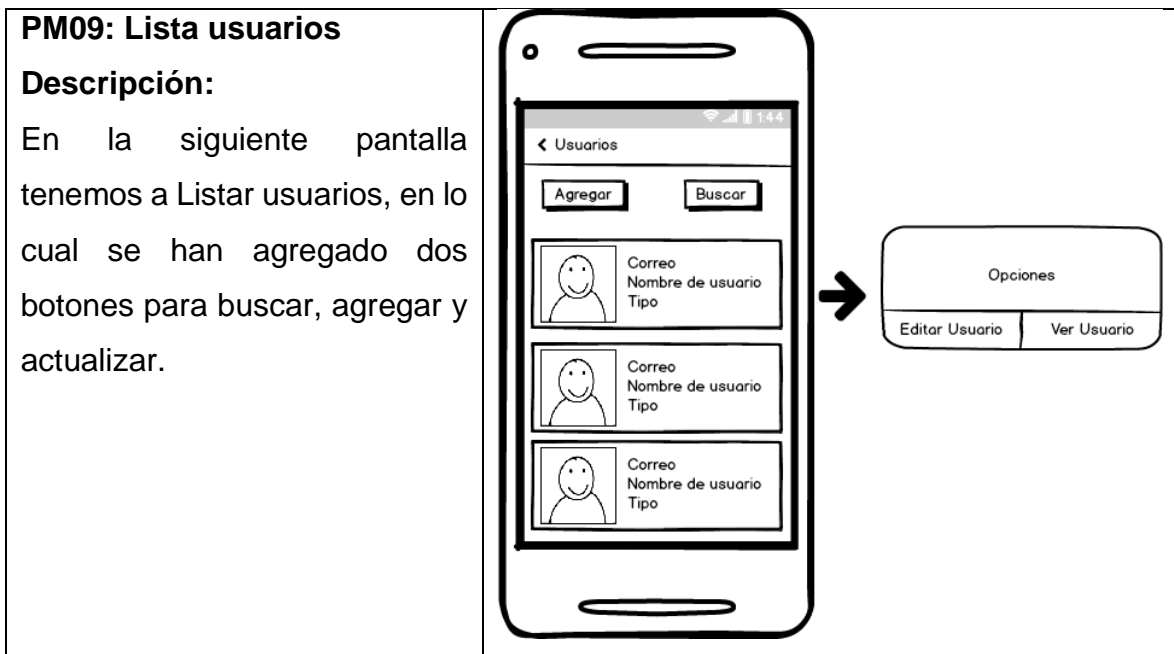 PM09: Lista usuarios
Descripción:
En la siguiente pantalla
tenemos a Listar usuarios, en lo
cual se han agregado dos
botones para buscar, agregar y
actualizar.
1:44
Usuarios
Agregar
Buscar
Correo
Nombre de usuario
Tipo
Correo
Nombre de usuario
Tipo
Correo
Nombre de usuario
Tipo
Opciones
Editar Usuario
Ver Usuario